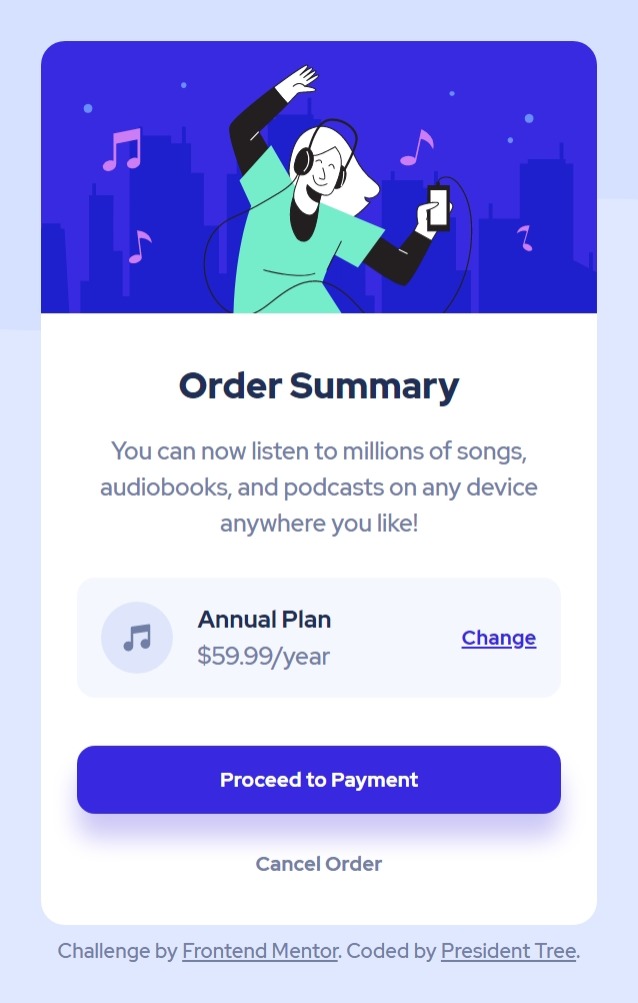 Order Summary
You can now listen to millions of songs,
audiobooks, and podcasts on any device
anywhere you like!
Annual Plan
$59.99/year
Change
Proceed to Payment
Cancel Order
Challenge by Frontend Mentor. Coded by President Tree.